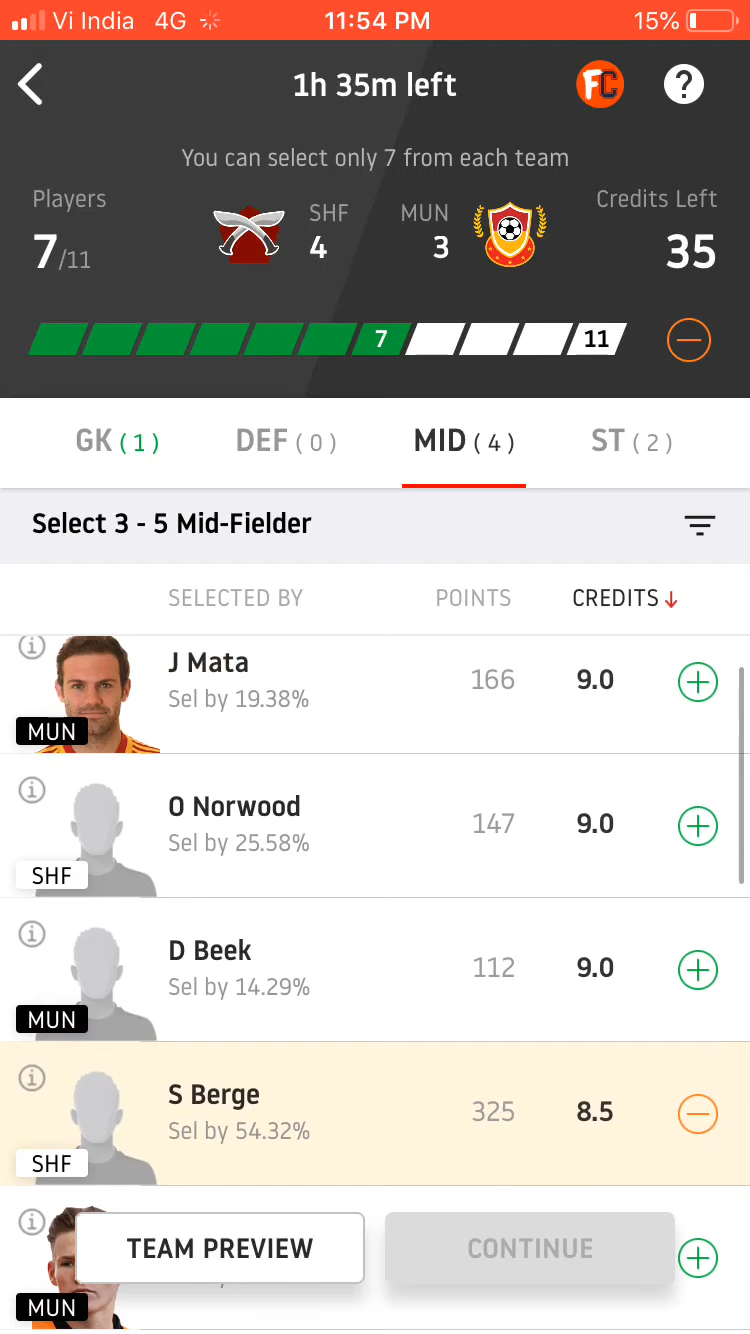 Vi India 4G 11:54 PM 15%
1h 35m left FC ?
You can select only 7 from each team
Players SHF MUN Credits Left
7/11 4 3 35
7 11
GK ( 1 ) DEF ( 0 ) MID ( 4 ) ST ( 2 )
Select 3 - 5 Mid-Fielder
SELECTED BY POINTS CREDITS
J Mata
Sel by 19.38% 166 9.0
MUN
O Norwood
Sel by 25.58% 147 9.0
SHF
D Beek
Sel by 14.29% 112 9.0
MUN
S Berge
Sel by 54.32% 325 8.5
SHF
TEAM PREVIEW CONTINUE
MUN